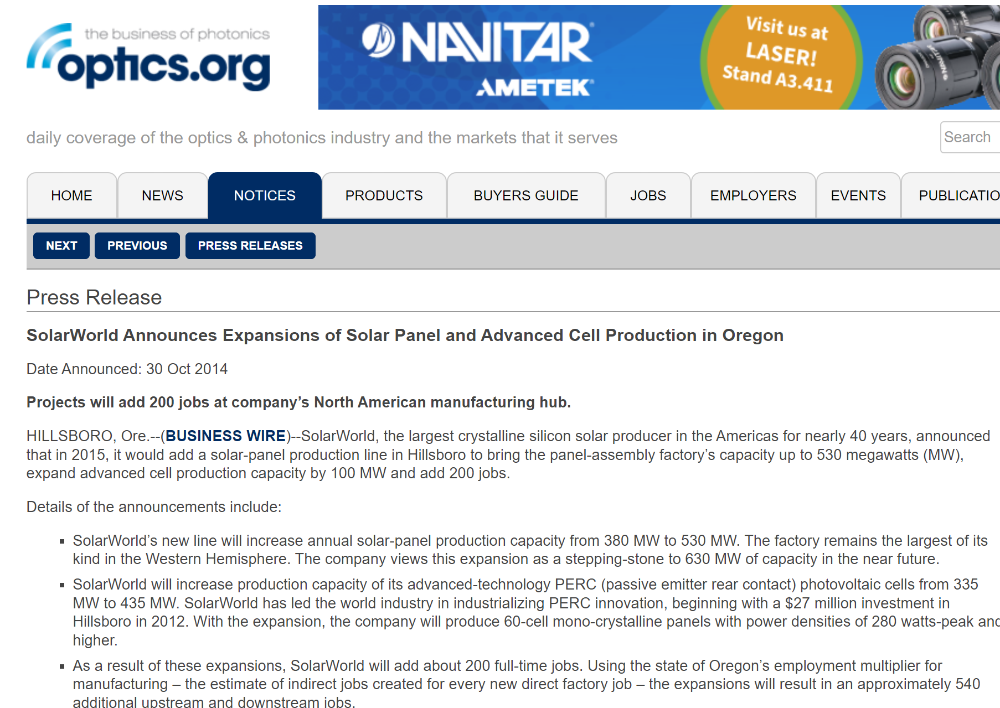 the business of photonics
optics.org
NAVITAR
AMETEK
Visit us at
LASER!
Stand A3.411
daily coverage of the optics & photonics industry and the markets that it serves
Search
HOME
NEWS
NOTICES
PRODUCTS
BUYERS GUIDE
JOBS
EMPLOYERS
EVENTS
PUBLICATIO
NEXT
PREVIOUS
PRESS RELEASES
Press Release
SolarWorld Announces Expansions of Solar Panel and Advanced Cell Production in Oregon
Date Announced: 30 Oct 2014
Projects will add 200 jobs at company’s North American manufacturing hub.
HILLSBORO, Ore.--(BUSINESS WIRE)--SolarWorld, the largest crystalline silicon solar producer in the Americas for nearly 40 years, announced
that in 2015, it would add a solar-panel production line in Hillsboro to bring the panel-assembly factory’s capacity up to 530 megawatts (MW),
expand advanced cell production capacity by 100 MW and add 200 jobs.
Details of the announcements include:
SolarWorld’s new line will increase annual solar-panel production capacity from 380 MW to 530 MW. The factory remains the largest of its
kind in the Western Hemisphere. The company views this expansion as a stepping-stone to 630 MW of capacity in the near future.
SolarWorld will increase production capacity of its advanced-technology PERC (passive emitter rear contact) photovoltaic cells from 335
MW to 435 MW. SolarWorld has led the world industry in industrializing PERC innovation, beginning with a $27 million investment in
Hillsboro in 2012. With the expansion, the company will produce 60-cell mono-crystalline panels with power densities of 280 watts-peak and
higher.
As a result of these expansions, SolarWorld will add about 200 full-time jobs. Using the state of Oregon’s employment multiplier for
manufacturing – the estimate of indirect jobs created for every new direct factory job – the expansions will result in an approximately 540
additional upstream and downstream jobs.